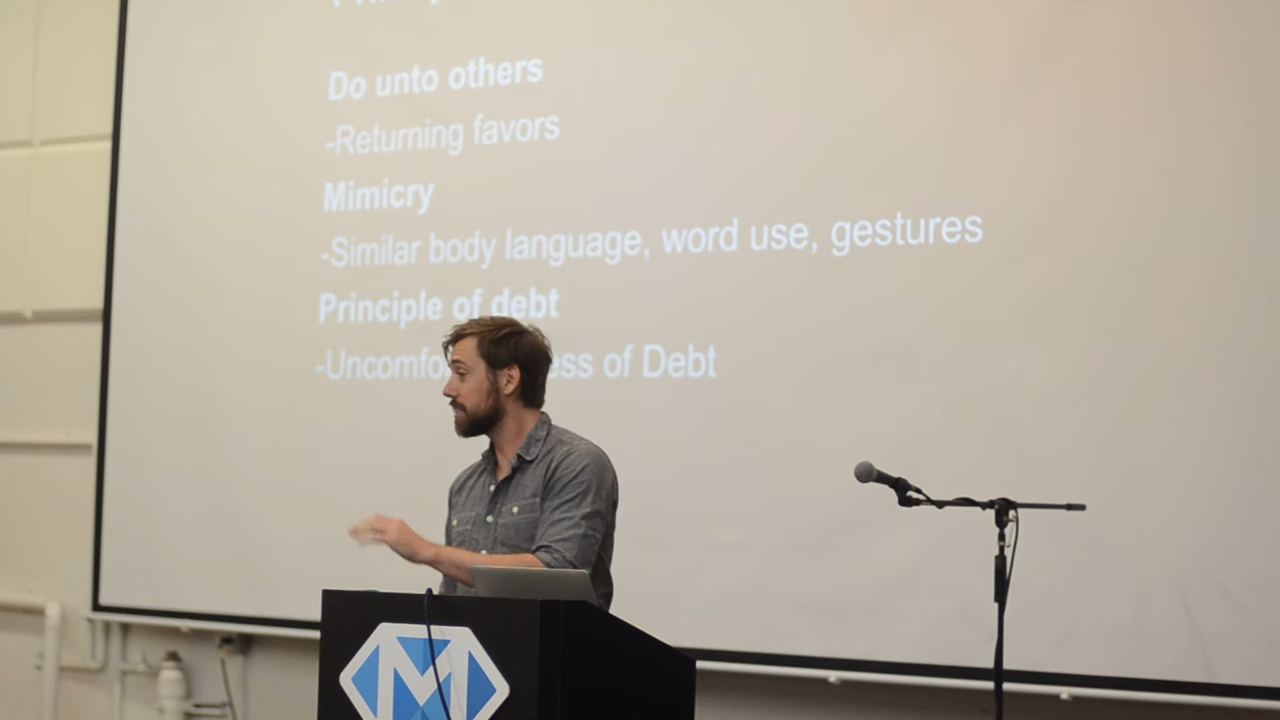 Do unto others
-Returning favors
Mimicry
-Similar body language, word use, gestures
Principle of debt
of Debt
M